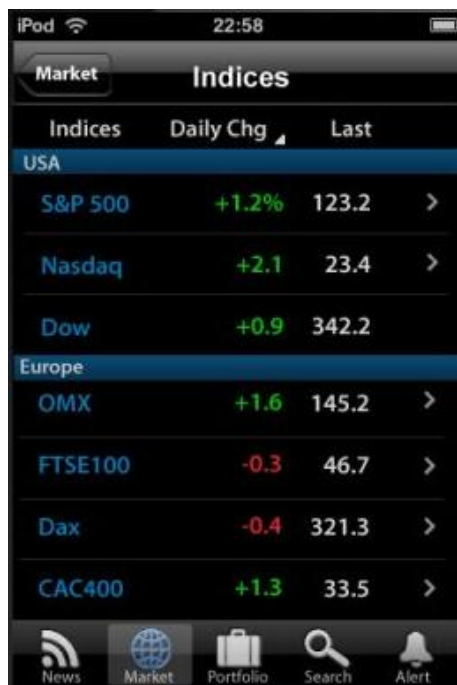 iPod 22:58
Market Indices
Indices Daily Chg Last
USA
S&P 500 +1.2% 123.2
Nasdaq +2.1 23.4
Dow +0.9 342.2
Europe
OMX +1.6 145.2
FTSE100 -0.3 46.7
Dax -0.4 321.3
CAC400 +1.3 33.5
News Market Portfolio Search Alert